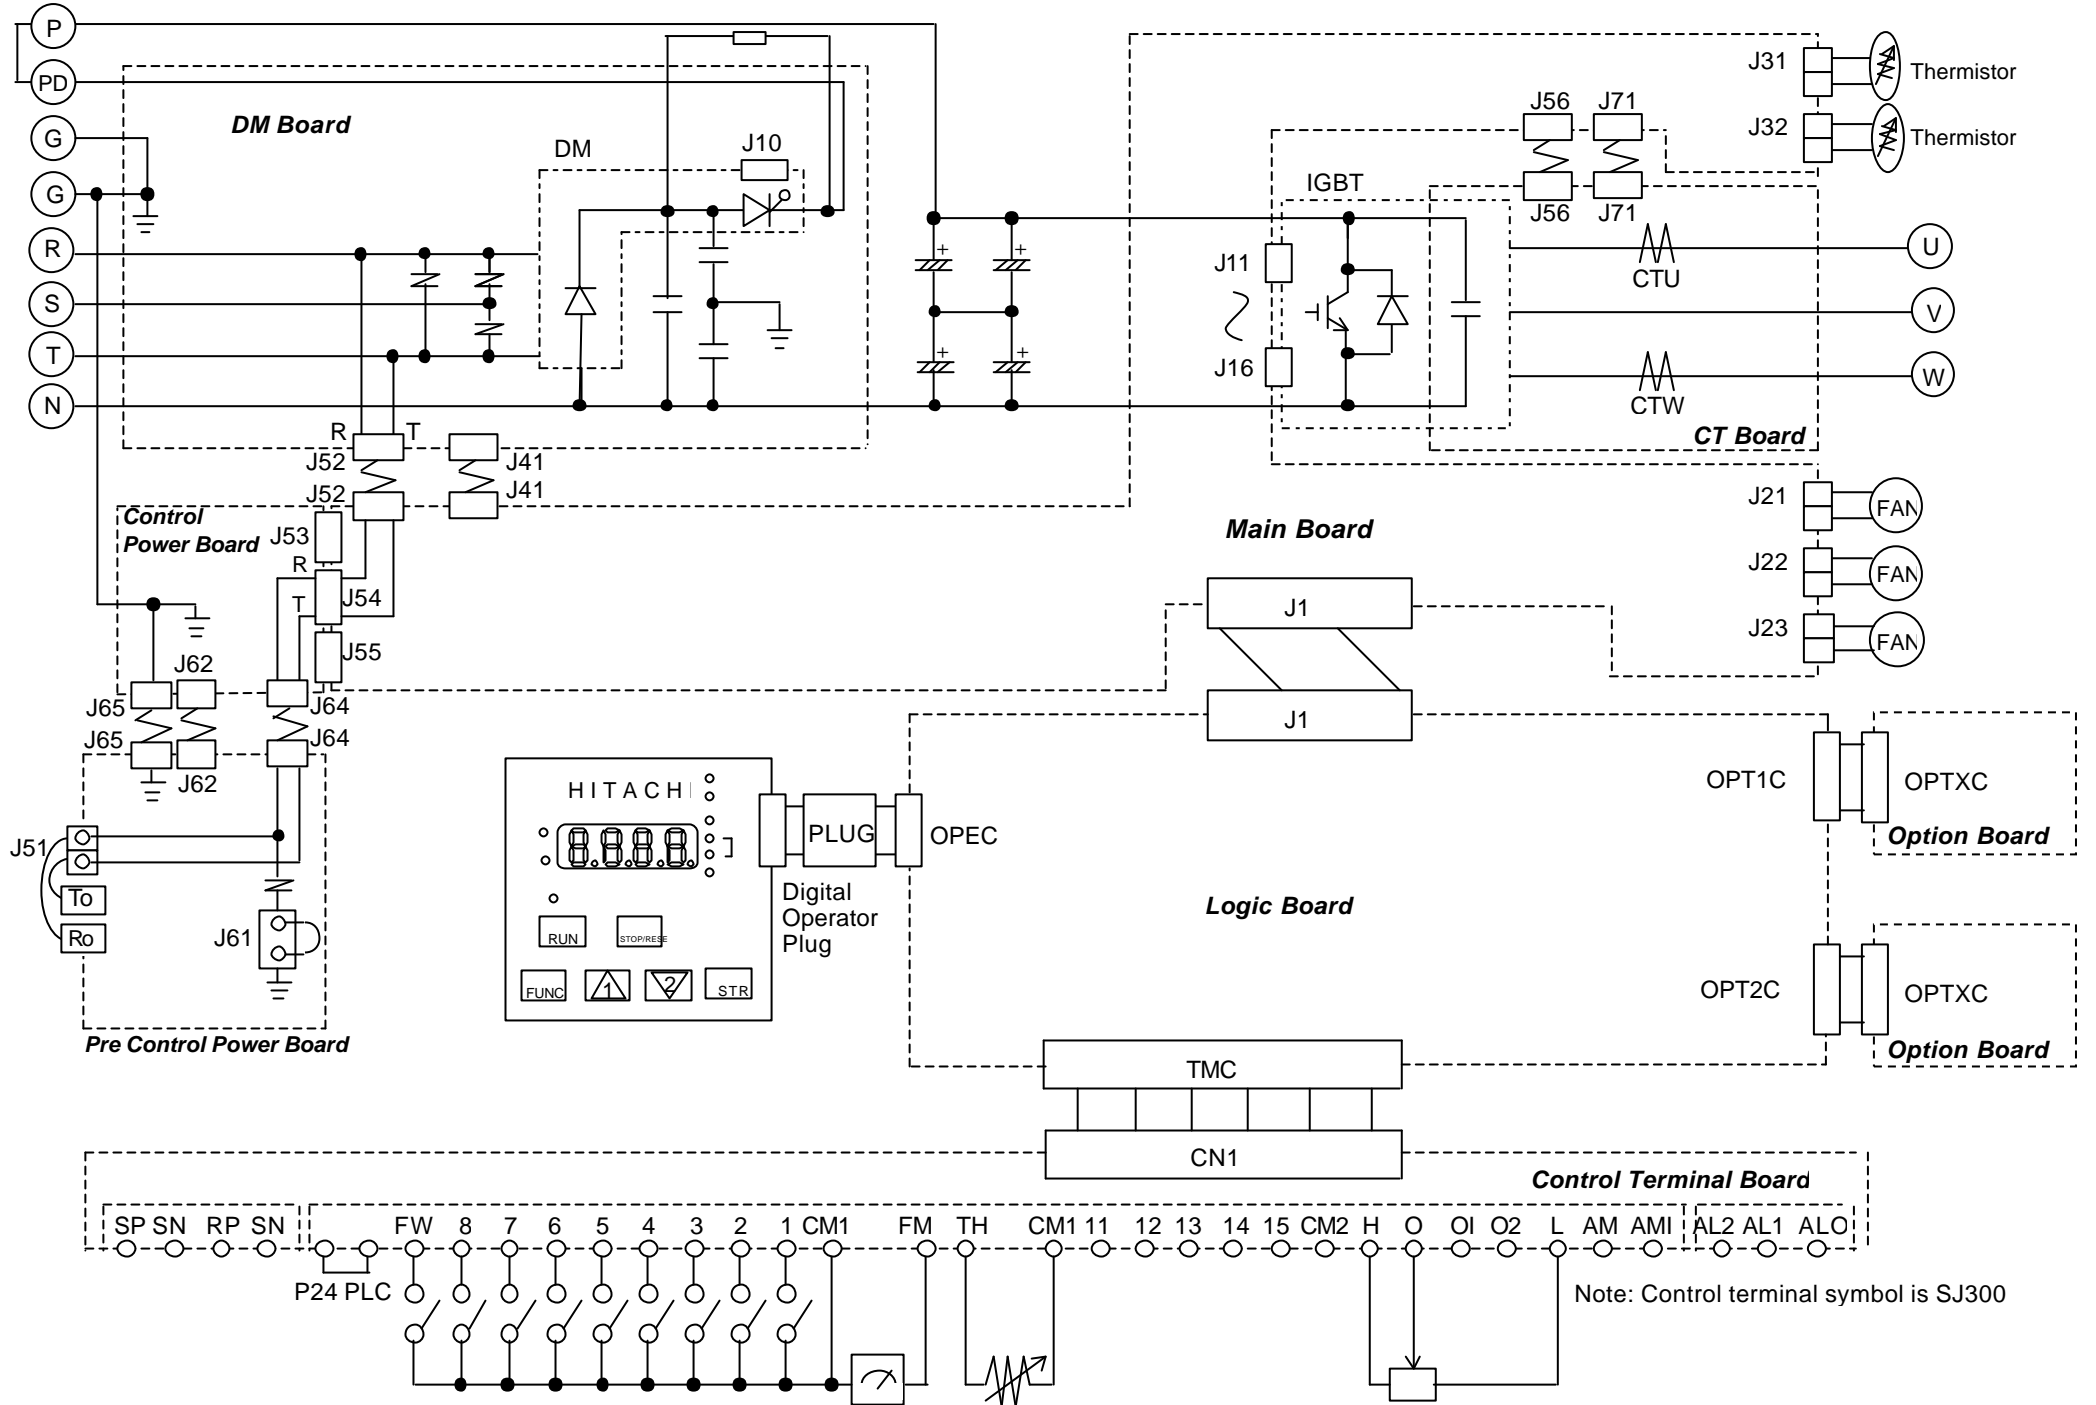 P
PD
G
G
R
S
T
N
DM Board
DM
J10
J31
Thermistor
J32
Thermistor
J56 J71
J56 J71
IGBT
J11
J16
CTU
CTW
U
V
W
CT Board
R T
J52
J52
J41
J41
Control
Power Board
J53
R
T
J54
J55
J62
J65
J65
J62
J64
J64
J51
To
Ro
J61
Pre Control Power Board
Main Board
J21
FAN
J22
FAN
J23
FAN
J1
J1
HITACHI
8.8.8.8.
RUN
STOP/RESE
FUNC
1
2
STR
PLUG
OPEC
Digital
Operator
Plug
Logic Board
OPT1C
OPTXC
Option Board
OPT2C
OPTXC
Option Board
TMC
CN1
Control Terminal Board
SP SN RP SN FW 8 7 6 5 4 3 2 1 CM1 FM TH CM1 11 12 13 14 15 CM2 H O OI O2 L AM AMI AL2 AL1 ALO
P24 PLC
Note: Control terminal symbol is SJ300